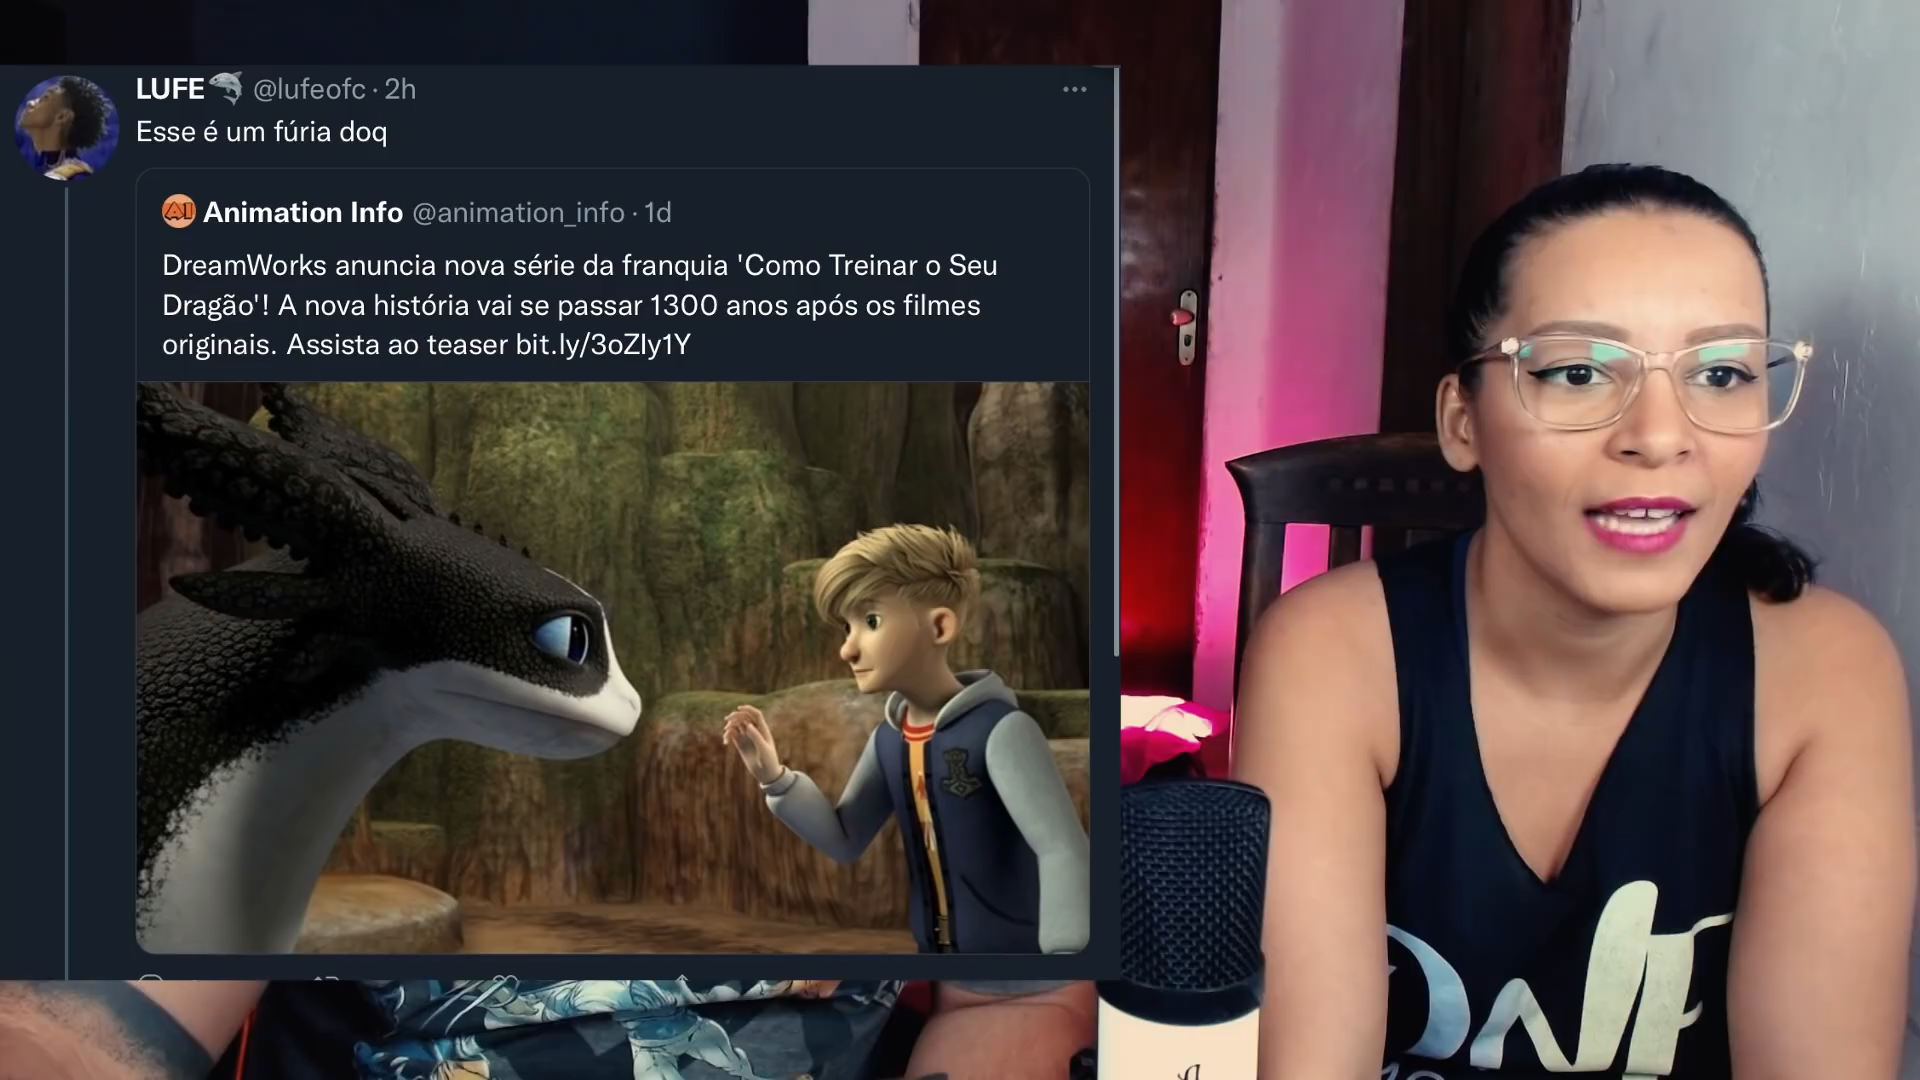 LUFE @lufeofc · 2h
Esse é um fúria doq
Animation Info @animation_info · 1d
DreamWorks anuncia nova série da franquia 'Como Treinar o Seu
Dragão'! A nova história vai se passar 1300 anos após os filmes
originais. Assista ao teaser bit.ly/3oZIy1Y